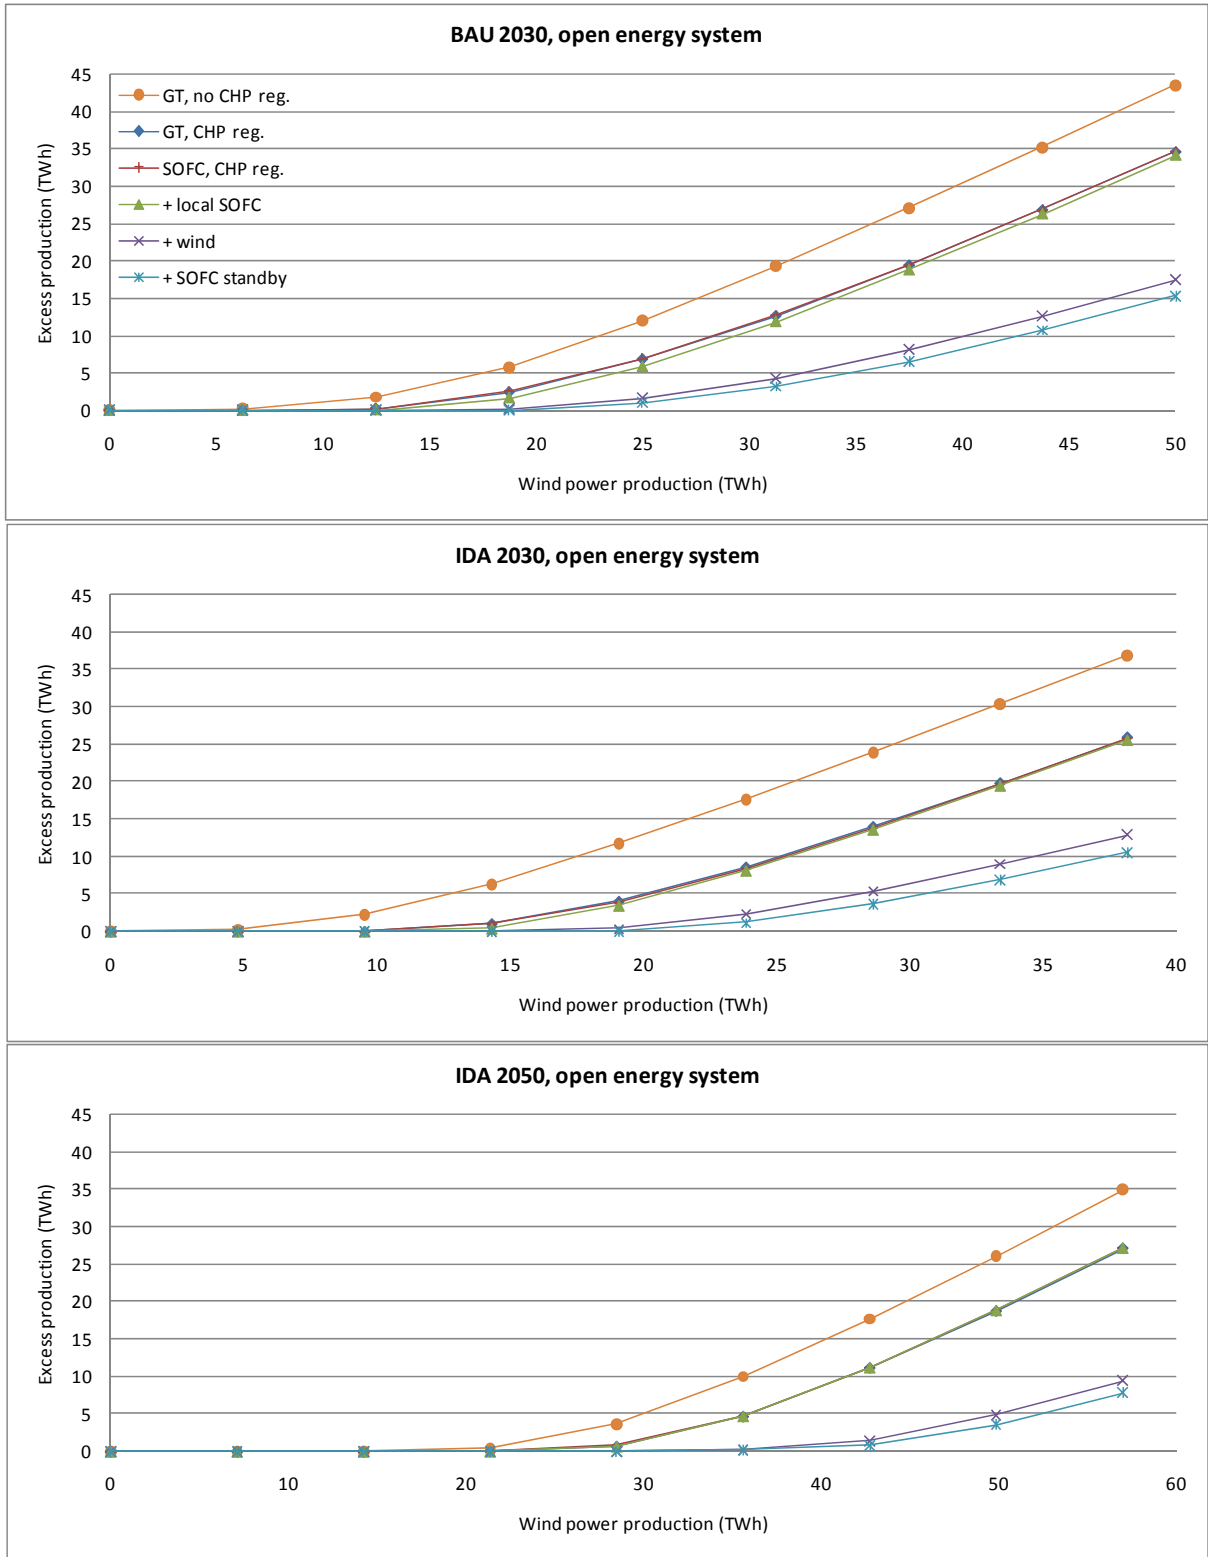 BAU 2030, open energy system
45
40
35
30
25
20
15
10
5
0
Excess production (TWh)
GT, no CHP reg.
GT, CHP reg.
SOFC, CHP reg.
+ local SOFC
+ wind
+ SOFC standby
0 5 10 15 20 25 30 35 40 45 50
Wind power production (TWh)
IDA 2030, open energy system
45
40
35
30
25
20
15
10
5
0
Excess production (TWh)
0 5 10 15 20 25 30 35 40
Wind power production (TWh)
IDA 2050, open energy system
45
40
35
30
25
20
15
10
5
0
Excess production (TWh)
0 10 20 30 40 50 60
Wind power production (TWh)